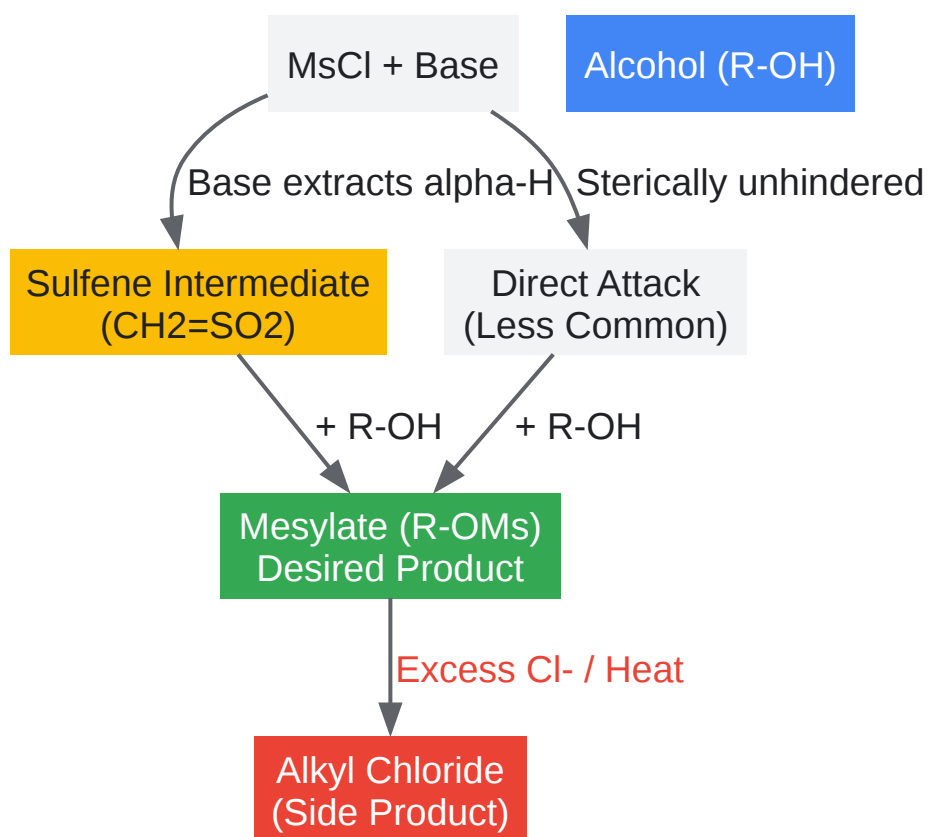 MsCl + Base
Alcohol (R-OH)
Base extracts alpha-H
Sterically unhindered
Sulfene Intermediate
(CH2=SO2)
Direct Attack
(Less Common)
+ R-OH
+ R-OH
Mesylate (R-OMs)
Desired Product
Excess Cl- / Heat
Alkyl Chloride
(Side Product)